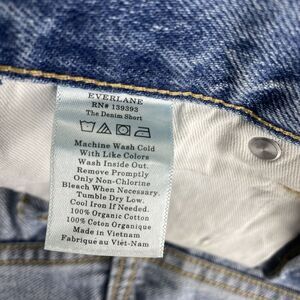 EVERLANE
RN# 139393
The Denim Short
Machine Wash Cold
With Like Colors
Wash Inside Out.
Remove Promptly
Only Non-Chlorine
Bleach When Necessary.
Tumble Dry Low.
Cool Iron If Needed.
100% Organic Cotton
100% Coton Organique
Made in Vietnam
Fabriqué au Viêt-Nam